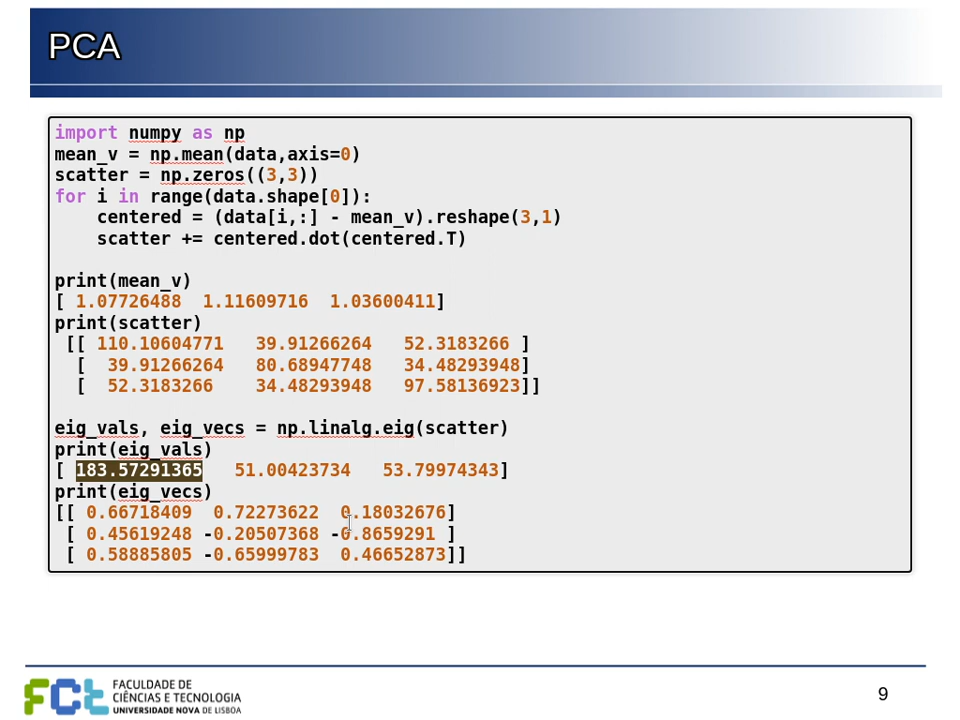 PCA
import numpy as np
mean_v = np.mean(data,axis=0)
scatter = np.zeros((3,3))
for i in range(data.shape[0]):
    centered = (data[i,:] - mean_v).reshape(3,1)
    scatter += centered.dot(centered.T)
print(mean_v)
[ 1.07726488  1.11609716  1.03600411]
print(scatter)
 [[ 110.10604771   39.91266264   52.3183266 ]
  [  39.91266264   80.68947748   34.48293948]
  [  52.3183266    34.48293948   97.58136923]]
eig_vals, eig_vecs = np.linalg.eig(scatter)
print(eig_vals)
[ 183.57291365   51.00423734   53.79974343]
print(eig_vecs)
[[ 0.66718409  0.72273622  0.18032676]
 [ 0.45619248 -0.20507368 -0.8659291 ]
 [ 0.58885805 -0.65999783  0.46652873]]
FCt
FACULDADE DE
CIÊNCIAS E TECNOLOGIA
UNIVERSIDADE NOVA DE LISBOA
9